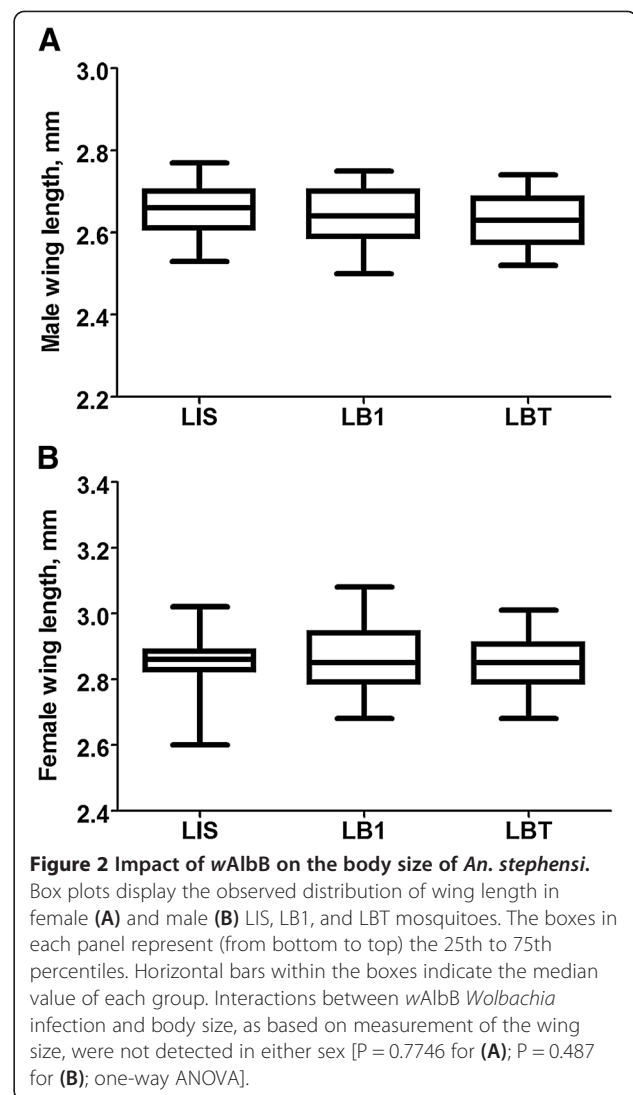 A
3.0
2.8
2.6
2.4
2.2
Male wing length, mm
LIS LB1 LBT
B
3.4
3.2
3.0
2.8
2.6
2.4
Female wing length, mm
LIS LB1 LBT
Figure 2 Impact of wAlbB on the body size of An. stephensi.
Box plots display the observed distribution of wing length in
female (A) and male (B) LIS, LB1, and LBT mosquitoes. The boxes in
each panel represent (from bottom to top) the 25th to 75th
percentiles. Horizontal bars within the boxes indicate the median
value of each group. Interactions between wAlbB Wolbachia
infection and body size, as based on measurement of the wing
size, were not detected in either sex [P = 0.7746 for (A); P = 0.487
for (B); one-way ANOVA].